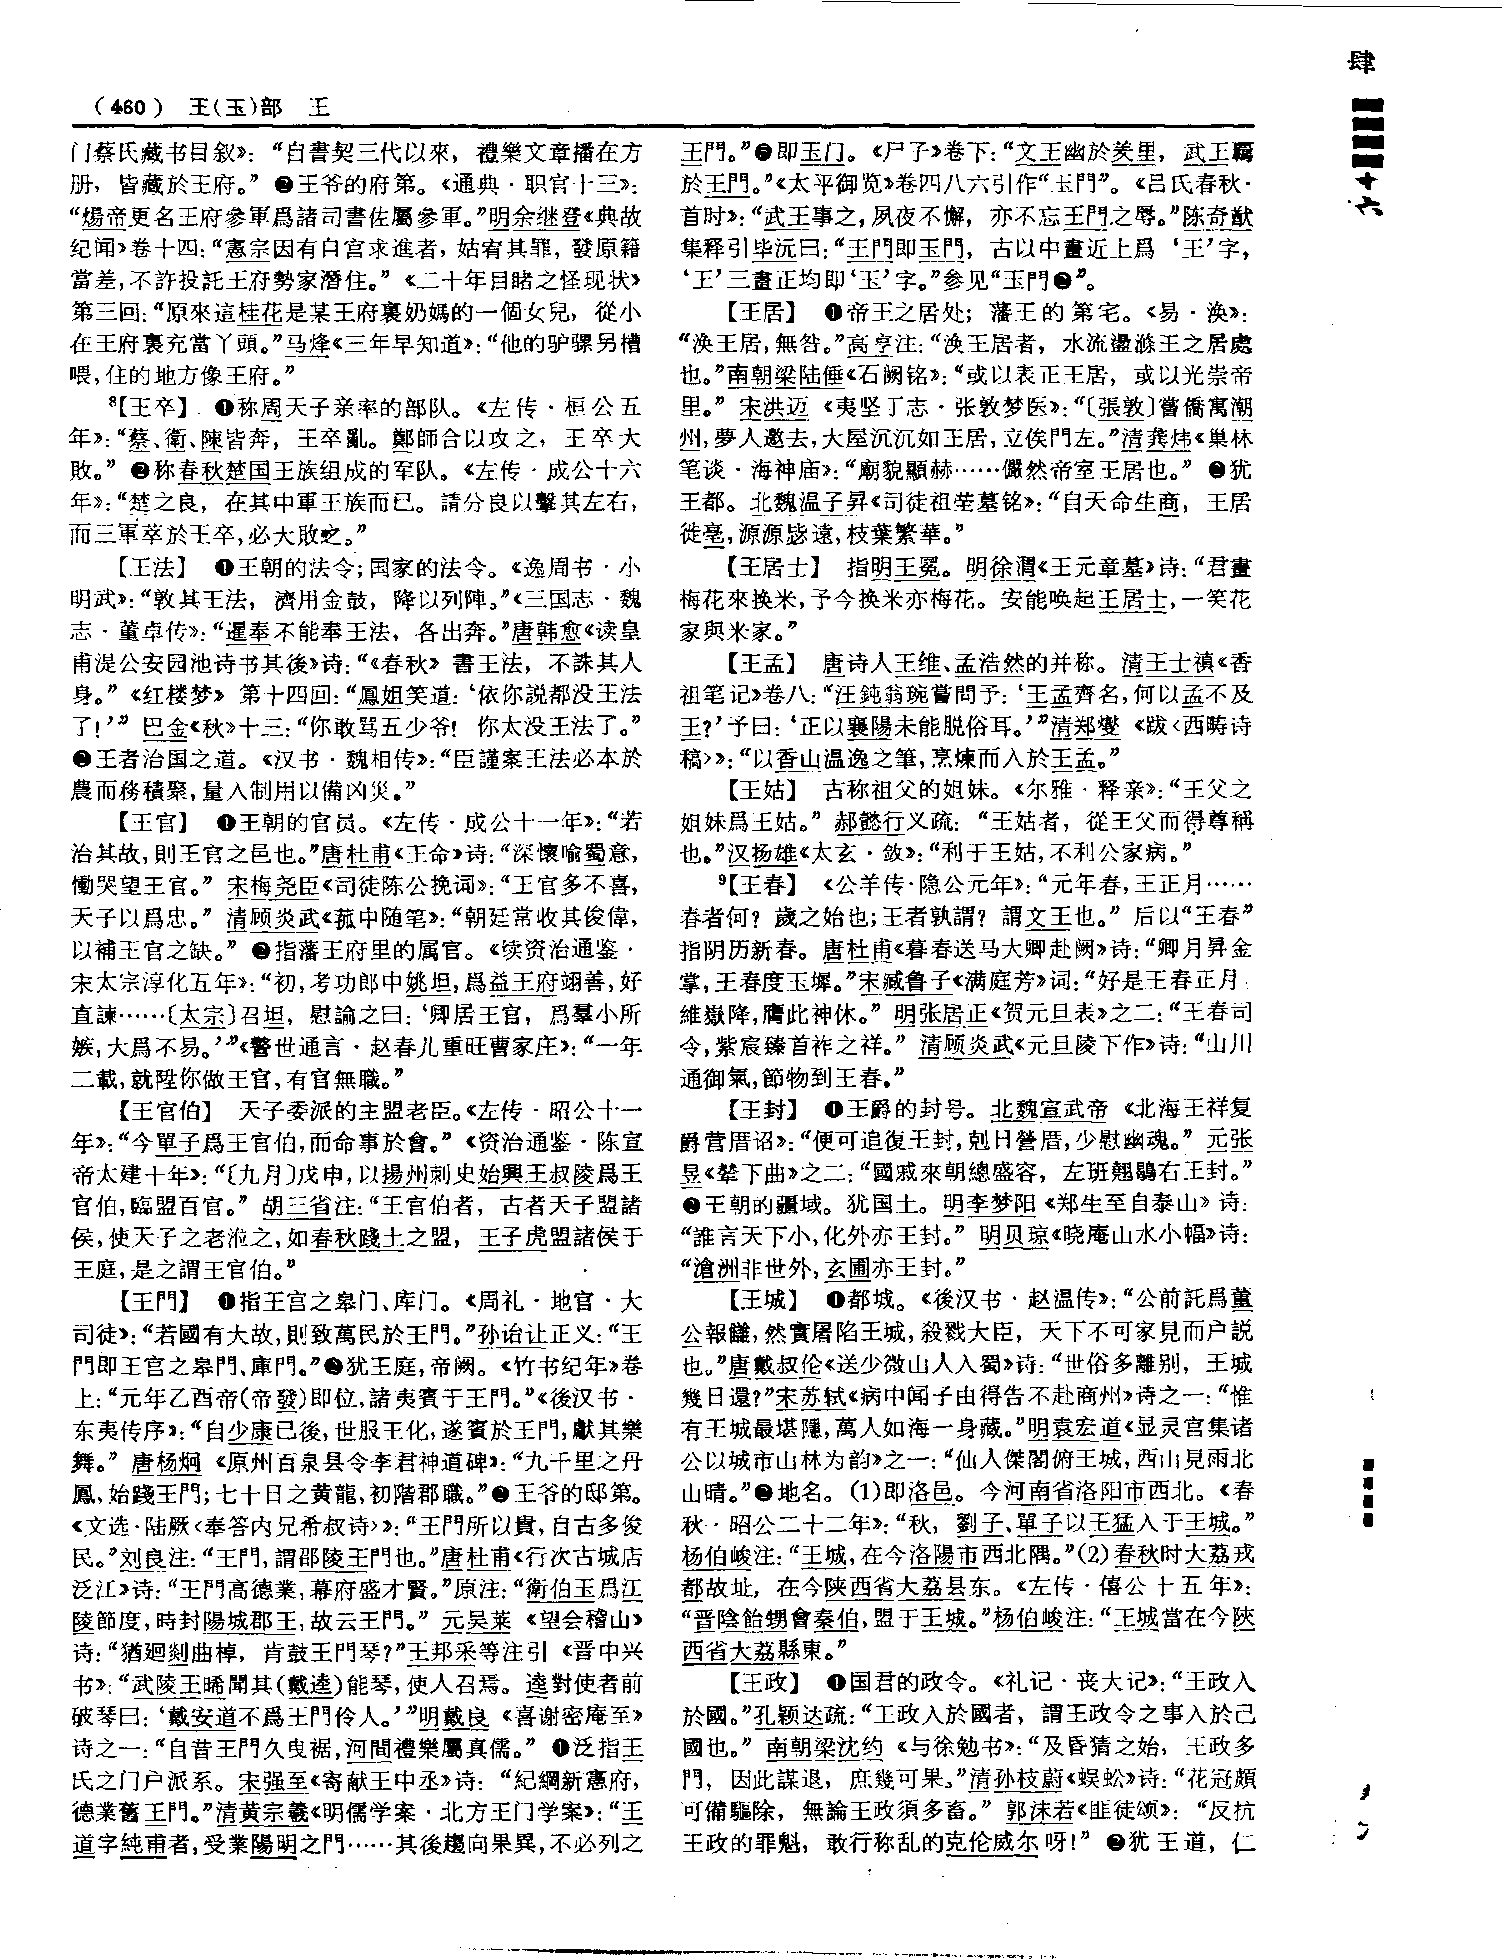 （460）　王(玉)部　王
门蔡氏藏书目叙》：“自書契三代以來，禮樂文章播在方
册，皆藏於王府。”❷王爷的府第。《通典·职官十三》：
“煬帝更名王府參軍爲諸司書佐屬參軍。”明余继登《典故
纪闻》卷十四：“憲宗因有白宫求進者，姑宥其罪，發原籍
當差，不許投託王府勢家潛住。”《二十年目睹之怪现状》
第三回：“原來這桂花是某王府裏奶媽的一個女兒，從小
在王府裏充當丫頭。”马烽《三年早知道》：“他的驴骡另槽
喂，住的地方像王府。”
⁸【王卒】❶称周天子亲率的部队。《左传·桓公五
年》：“蔡、衛、陳皆奔，王卒亂。鄭師合以攻之，王卒大
敗。”❷称春秋楚国王族组成的军队。《左传·成公十六
年》：“楚之良，在其中軍王族而已。請分良以擊其左右，
而三軍萃於王卒，必大敗之。”
【王法】❶王朝的法令；国家的法令。《逸周书·小
明武》：“敦其王法，濟用金鼓，降以列陣。”《三国志·魏
志·董卓传》：“暹奉不能奉王法，各出奔。”唐韩愈《读皇
甫湜公安园池诗书其後》诗：“《春秋》書王法，不誅其人
身。”《红楼梦》第十四回：“鳳姐笑道：‘依你説都没王法
了！’”巴金《秋》十三：“你敢骂五少爷！你太没王法了。”
❷王者治国之道。《汉书·魏相传》：“臣謹案王法必本於
農而務積聚，量入制用以備凶災。”
【王官】❶王朝的官员。《左传·成公十一年》：“若
治其故，則王官之邑也。”唐杜甫《王命》诗：“深懷喻蜀意，
慟哭望王官。”宋梅尧臣《司徒陈公挽词》：“王官多不喜，
天子以爲忠。”清顾炎武《菰中随笔》：“朝廷常收其俊偉，
以補王官之缺。”❷指藩王府里的属官。《续资治通鉴·
宋太宗淳化五年》：“初，考功郎中姚坦，爲益王府翊善，好
直諫……〔太宗〕召坦，慰諭之曰：‘卿居王官，爲羣小所
嫉，大爲不易。’”《警世通言·赵春儿重旺曹家庄》：“一年
二載，就陞你做王官，有官無職。”
【王官伯】天子委派的主盟老臣。《左传·昭公十一
年》：“今單子爲王官伯，而命事於會。”《资治通鉴·陈宣
帝太建十年》：“〔九月〕戊申，以揚州刺史始興王叔陵爲王
官伯，臨盟百官。”胡三省注：“王官伯者，古者天子盟諸
侯，使天子之老涖之，如春秋踐土之盟，王子虎盟諸侯于
王庭，是之謂王官伯。”
【王門】❶指王宫之皋门、库门。《周礼·地官·大
司徒》：“若國有大故，則致萬民於王門。”孙诒让正义：“王
門即王宫之皋門、庫門。”❷犹王庭，帝阙。《竹书纪年》卷
上：“元年乙酉帝(帝發)即位，諸夷賓于王門。”《後汉书·
东夷传序》：“自少康已後，世服王化，遂賓於王門，獻其樂
舞。”唐杨炯《原州百泉县令李君神道碑》：“九千里之丹
鳳，始踐王門；七十日之黄龍，初階郡職。”❸王爷的邸第。
《文选·陆厥〈奉答内兄希叔诗〉》：“王門所以貴，自古多俊
民。”刘良注：“王門，謂邵陵王門也。”唐杜甫《行次古城店
泛江》诗：“王門高德業，幕府盛才賢。”原注：“衛伯玉爲江
陵節度，時封陽城郡王，故云王門。”元吴莱《望会稽山》
诗：“猶廻剡曲棹，肯鼓王門琴？”王邦采等注引《晋中兴
书》：“武陵王晞聞其(戴逵)能琴，使人召焉。逵對使者前
破琴曰：‘戴安道不爲王門伶人。’”明戴良《喜谢密庵至》
诗之一：“自昔王門久曳裾，河間禮樂屬真儒。”❹泛指王
氏之门户派系。宋强至《寄献王中丞》诗：“紀綱新憲府，
德業舊王門。”清黄宗羲《明儒学案·北方王门学案》：“王
道字純甫者，受業陽明之門……其後趨向果異，不必列之
王門。”❺即玉门。《尸子》卷下：“文王幽於羑里，武王羈
於王門。”《太平御览》卷四八六引作“玉門”。《吕氏春秋·
首时》：“武王事之，夙夜不懈，亦不忘王門之辱。”陈奇猷
集释引毕沅曰：“王門即玉門，古以中畫近上爲‘王’字，
‘王’三畫正均即‘玉’字。”参见“玉門❷”。
【王居】❶帝王之居处；藩王的第宅。《易·涣》：
“涣王居，無咎。”高亨注：“涣王居者，水流盪滌王之居處
也。”南朝梁陆倕《石阙铭》：“或以表正王居，或以光崇帝
里。”宋洪迈《夷坚丁志·张敦梦医》：“〔張敦〕嘗僑寓潮
州，夢人邀去，大屋沉沉如王居，立俟門左。”清龚炜《巢林
笔谈·海神庙》：“廟貌顯赫……儼然帝室王居也。”❷犹
王都。北魏温子昇《司徒祖莹墓铭》：“自天命生商，王居
徙亳，源源毖遠，枝葉繁華。”
【王居士】指明王冕。明徐渭《王元章墓》诗：“君畫
梅花來换米，予今换米亦梅花。安能唤起王居士，一笑花
家與米家。”
【王孟】唐诗人王维、孟浩然的并称。清王士禛《香
祖笔记》卷八：“汪鈍翁琬嘗問予：‘王孟齊名，何以孟不及
王？’予曰：‘正以襄陽未能脱俗耳。’”清郑燮《跋〈西畴诗
稿〉》：“以香山温逸之筆，烹煉而入於王孟。”
【王姑】古称祖父的姐妹。《尔雅·释亲》：“王父之
姐妹爲王姑。”郝懿行义疏：“王姑者，從王父而得尊稱
也。”汉扬雄《太玄·敛》：“利于王姑，不利公家病。”
⁹【王春】《公羊传·隐公元年》：“元年春，王正月……
春者何？歲之始也；王者孰謂？謂文王也。”后以“王春”
指阴历新春。唐杜甫《暮春送马大卿赴阙》诗：“卿月昇金
掌，王春度玉墀。”宋臧鲁子《满庭芳》词：“好是王春正月，
維嶽降，膺此神休。”明张居正《贺元旦表》之二：“王春司
令，紫宸臻首祚之祥。”清顾炎武《元旦陵下作》诗：“山川
通御氣，節物到王春。”
【王封】❶王爵的封号。北魏宣武帝《北海王祥复
爵营厝诏》：“便可追復王封，剋日營厝，少慰幽魂。”元张
昱《辇下曲》之二：“國戚來朝總盛容，左班翹鶡右王封。”
❷王朝的疆域。犹国土。明李梦阳《郑生至自泰山》诗：
“誰言天下小，化外亦王封。”明贝琼《晓庵山水小幅》诗：
“滄洲非世外，玄圃亦王封。”
【王城】❶都城。《後汉书·赵温传》：“公前託爲董
公報讎，然實屠陷王城，殺戮大臣，天下不可家見而户説
也。”唐戴叔伦《送少微山人入蜀》诗：“世俗多離别，王城
幾日還？”宋苏轼《病中闻子由得告不赴商州》诗之一：“惟
有王城最堪隱，萬人如海一身藏。”明袁宏道《显灵宫集诸
公以城市山林为韵》之一：“仙人傑閣俯王城，西山見雨北
山晴。”❷地名。(1)即洛邑。今河南省洛阳市西北。《春
秋·昭公二十二年》：“秋，劉子、單子以王猛入于王城。”
杨伯峻注：“王城，在今洛陽市西北隅。”(2)春秋时大荔戎
都故址，在今陕西省大荔县东。《左传·僖公十五年》：
“晋陰飴甥會秦伯，盟于王城。”杨伯峻注：“王城當在今陝
西省大荔縣東。”
【王政】❶国君的政令。《礼记·丧大记》：“王政入
於國。”孔颖达疏：“王政入於國者，謂王政令之事入於己
國也。”南朝梁沈约《与徐勉书》：“及昏猜之始，王政多
門，因此謀退，庶幾可果。”清孙枝蔚《蜈蚣》诗：“花冠頗
可備驅除，無論王政須多畜。”郭沫若《匪徒颂》：“反抗
王政的罪魁，敢行称乱的克伦威尔呀！”❷犹王道，仁
肆
十
六